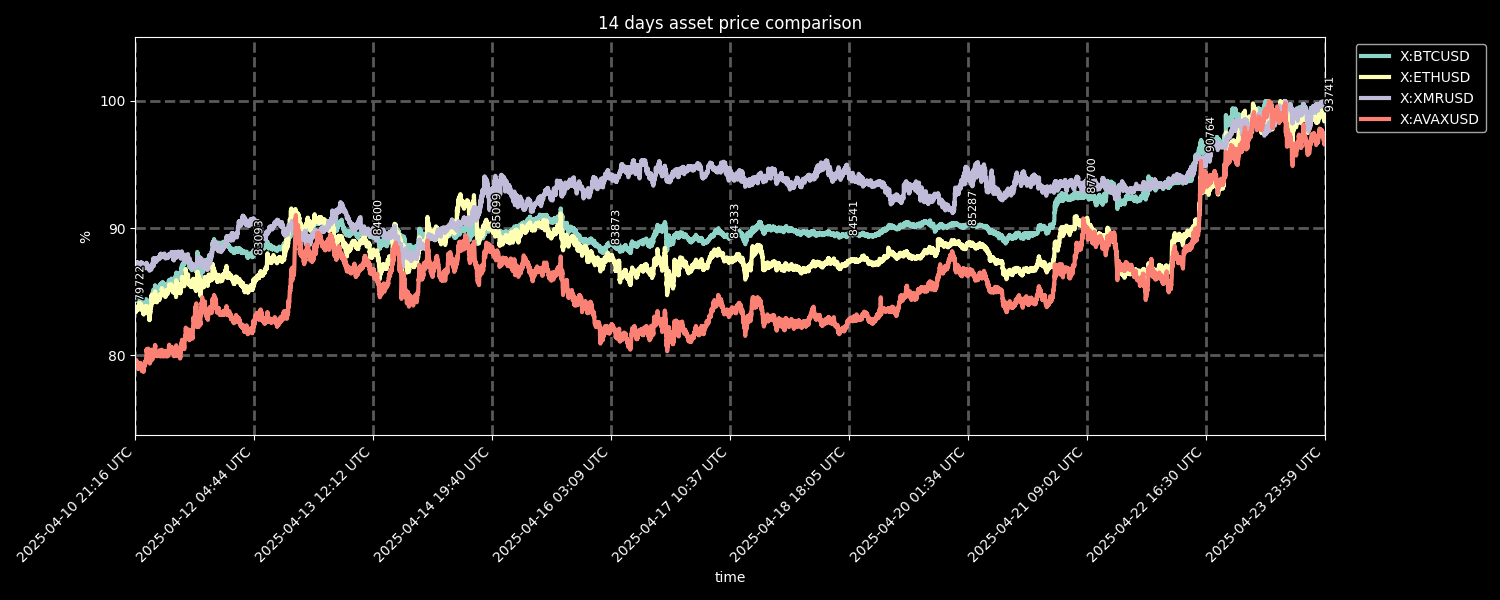 14 days asset price comparison
X:BTCUSD
X:ETHUSD
X:XMRUSD
X:AVAXUSD
%
100
90
80
79722
83093
84600
85099
83873
84333
84541
85287
87700
90764
93741
2025-04-10 21:16 UTC
2025-04-12 04:44 UTC
2025-04-13 12:12 UTC
2025-04-14 19:40 UTC
2025-04-16 03:09 UTC
2025-04-17 10:37 UTC
2025-04-18 18:05 UTC
2025-04-20 01:34 UTC
2025-04-21 09:02 UTC
2025-04-22 16:30 UTC
2025-04-23 23:59 UTC
time